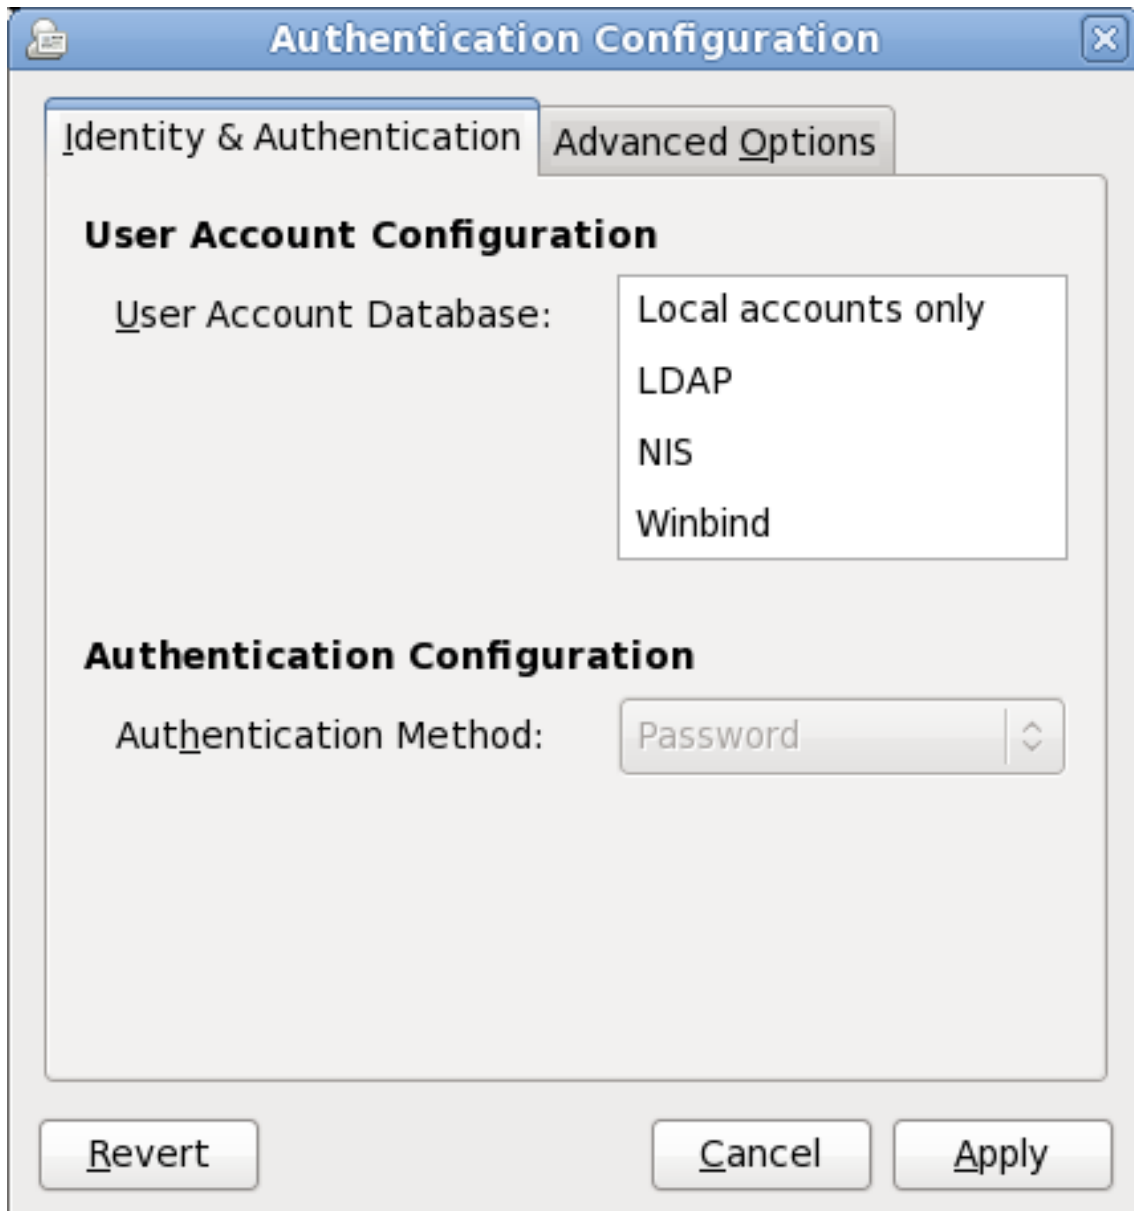 Authentication Configuration
Identity & Authentication
Advanced Options
User Account Configuration
User Account Database:
Local accounts only
LDAP
NIS
Winbind
Authentication Configuration
Authentication Method:
Password
Revert
Cancel
Apply